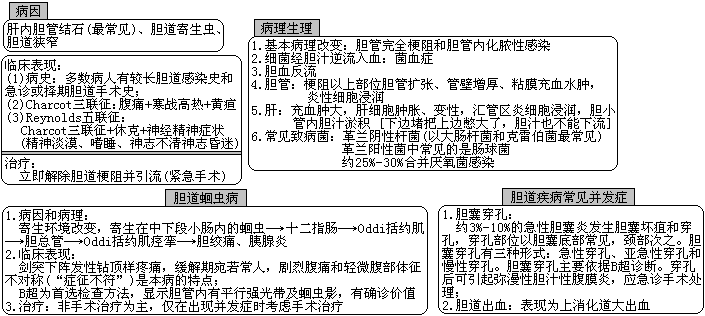 病因
肝内胆管结石(最常见)、胆道寄生虫、
胆道狭窄
临床表现:
(1)病史: 多数病人有较长胆道感染史和
急诊或择期胆道手术史;
(2)Charcot三联征: 腹痛+寒战高热+黄疸
(3)Reynolds五联征:
Charcot三联征+休克+神经精神症状
(精神淡漠、嗜睡、神志不清神志昏迷)
治疗:
立即解除胆道梗阻并引流(紧急手术)
病理生理
1.基本病理改变: 胆管完全梗阻和胆管内化脓性感染
2.细菌经胆汁逆流入血: 菌血症
3.胆血反流
4.胆管: 梗阻以上部位胆管扩张、管壁增厚、粘膜充血水肿,
炎性细胞浸润
5.肝: 充血肿大, 肝细胞肿胀、变性, 汇管区炎细胞浸润, 胆小
管内胆汁淤积 [下边堵把上边憋大了, 胆汁也不能下流]
6.常见致病菌: 革兰阴性杆菌(以大肠杆菌和克雷伯菌最常见)
革兰阳性菌中常见的是肠球菌
约25%-30%合并厌氧菌感染
胆道蛔虫病
1.病因和病理:
寄生环境改变, 寄生在中下段小肠内的蛔虫→十二指肠→Oddi括约肌
→胆总管→Oddi括约肌痉挛→胆绞痛、胰腺炎
2.临床表现:
剑突下阵发性钻顶样疼痛, 缓解期宛若常人, 剧烈腹痛和轻微腹部体征
不对称("症征不符")是本病的特点;
B超为首选检查方法, 显示胆管内有平行强光带及蛔虫影, 有确诊价值
3.治疗: 非手术治疗为主, 仅在出现并发症时考虑手术治疗
胆道疾病常见并发症
1.胆囊穿孔:
约3%-10%的急性胆囊炎发生胆囊坏疽和穿
孔, 穿孔部位以胆囊底部常见, 颈部次之。胆
囊穿孔有三种形式: 急性穿孔、亚急性穿孔和
慢性穿孔。胆囊穿孔主要依据B超诊断。穿孔
后可引起弥漫性胆汁性腹膜炎, 应急诊手术处
理;
2.胆道出血: 表现为上消化道大出血